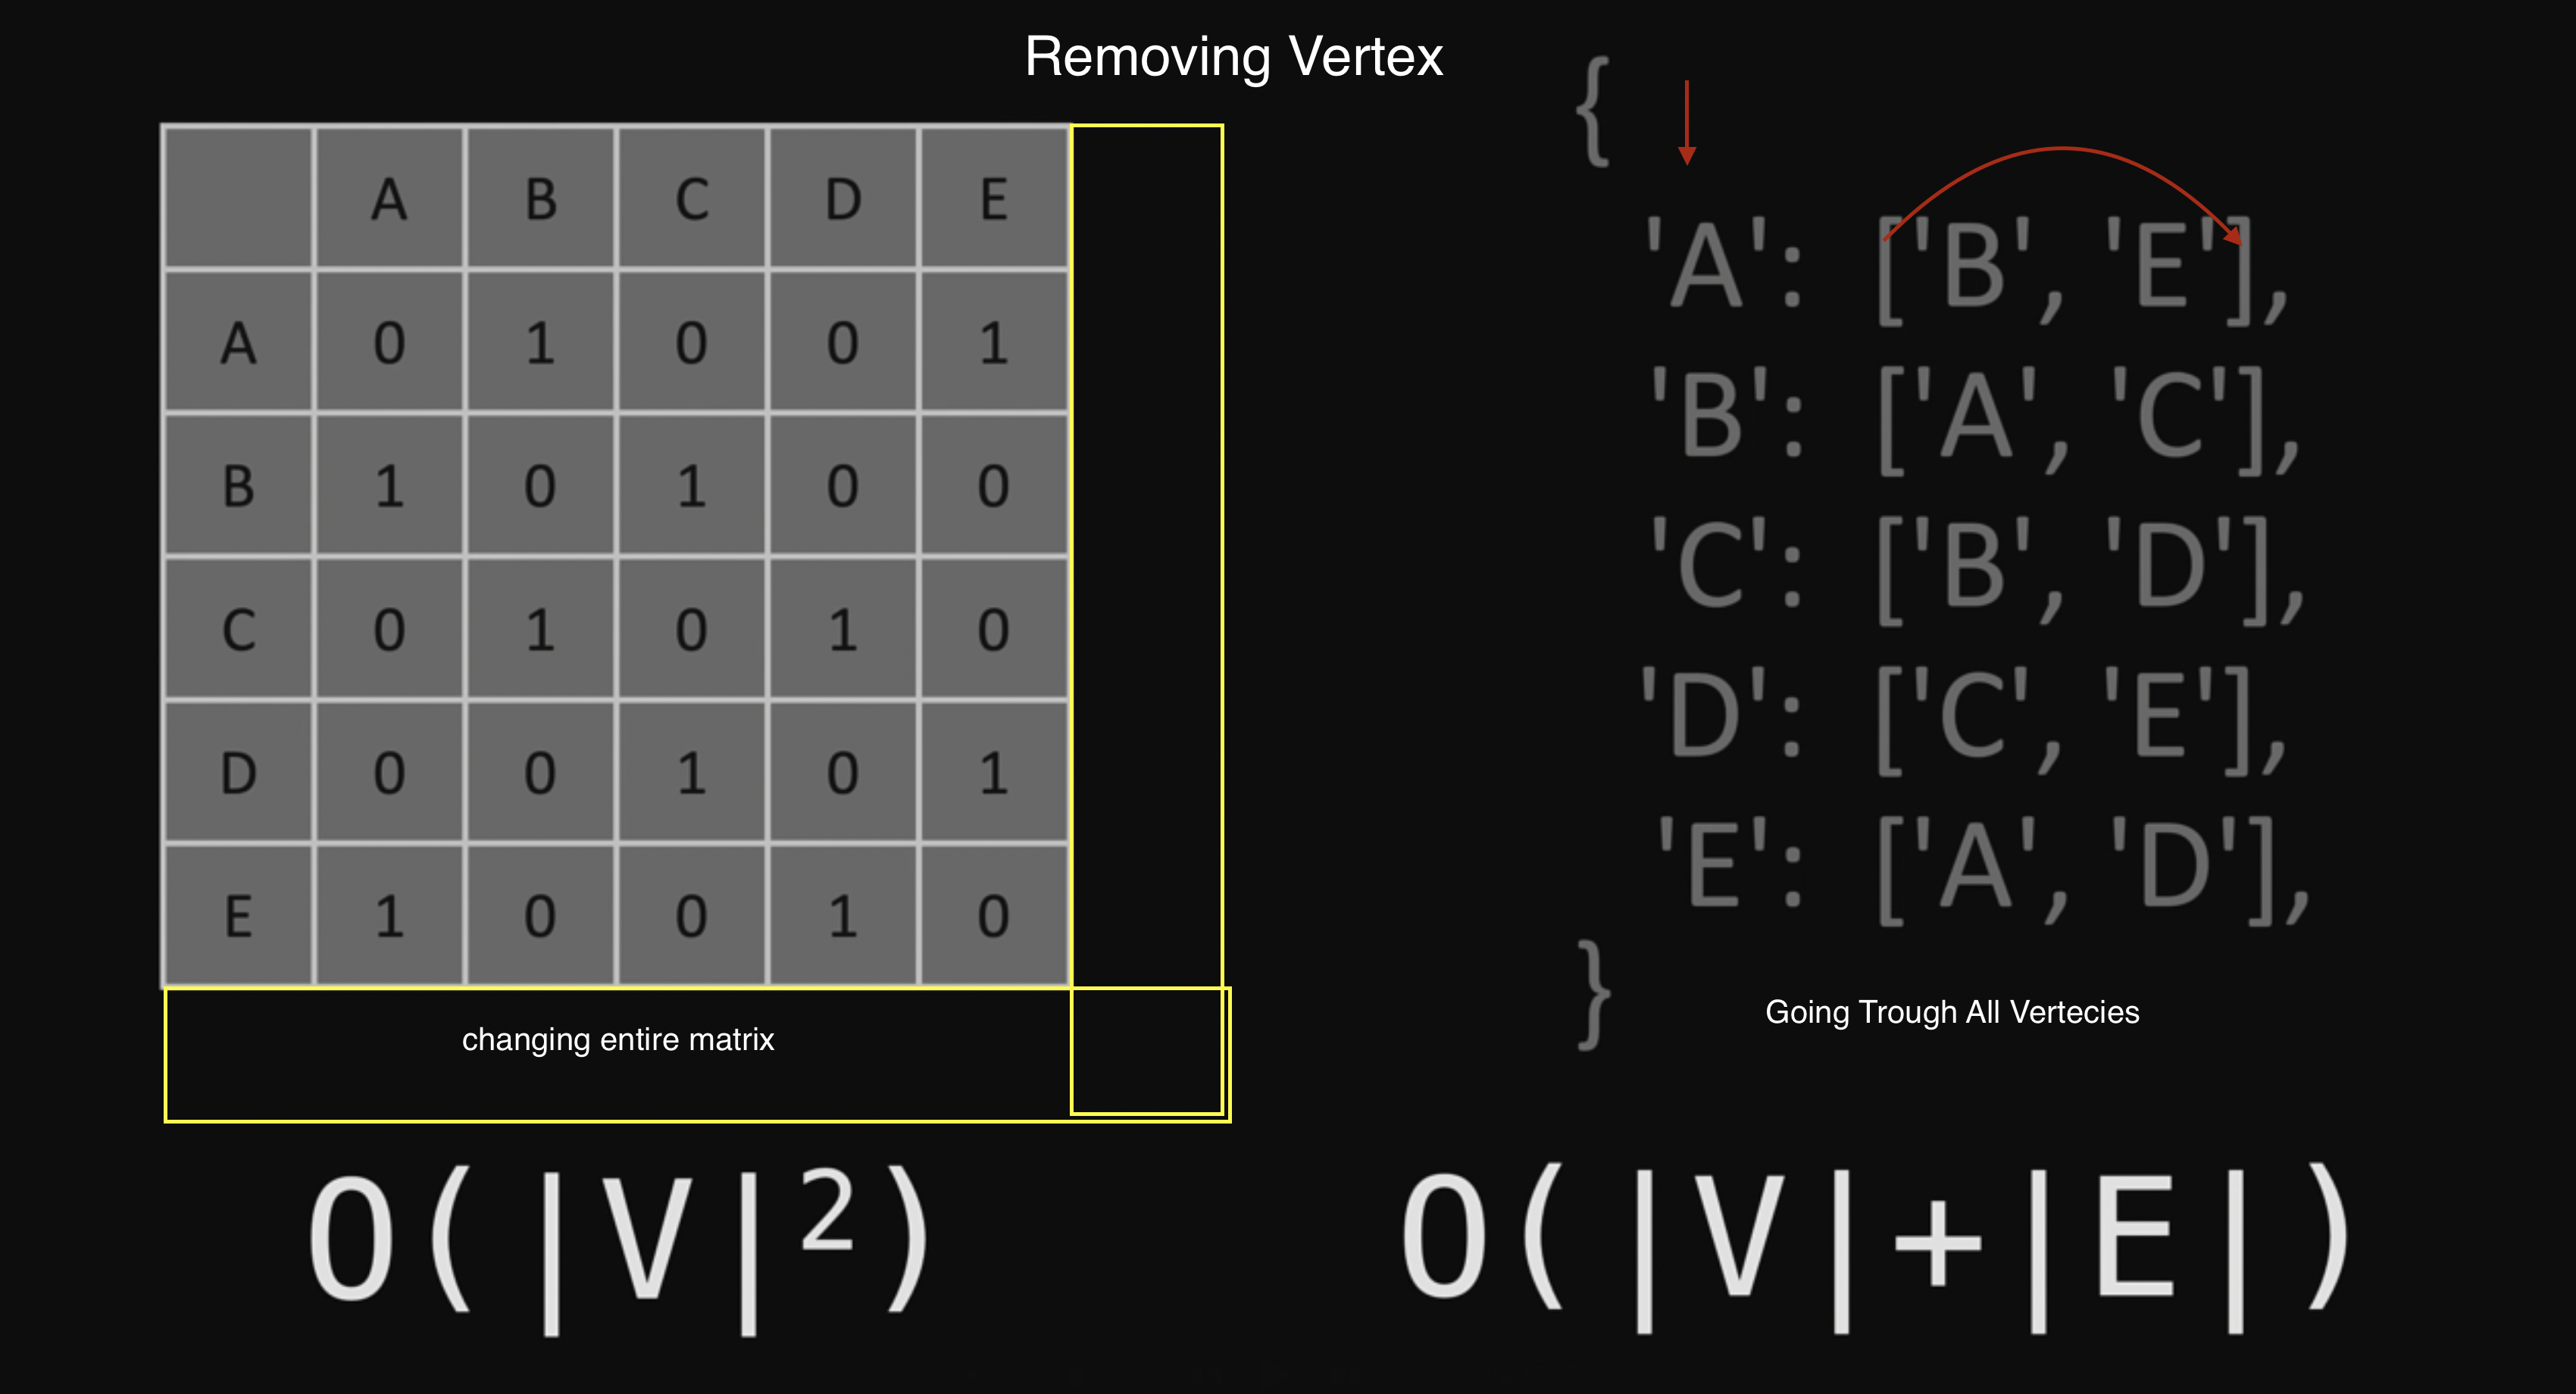 Removing Vertex
A B C D E
A 0 1 0 0 1
B 1 0 1 0 0
C 0 1 0 1 0
D 0 0 1 0 1
E 1 0 0 1 0
changing entire matrix
O(|V|²)
{
'A': ['B', 'E'],
'B': ['A', 'C'],
'C': ['B', 'D'],
'D': ['C', 'E'],
'E': ['A', 'D'],
}
Going Trough All Vertecies
O(|V|+|E|)